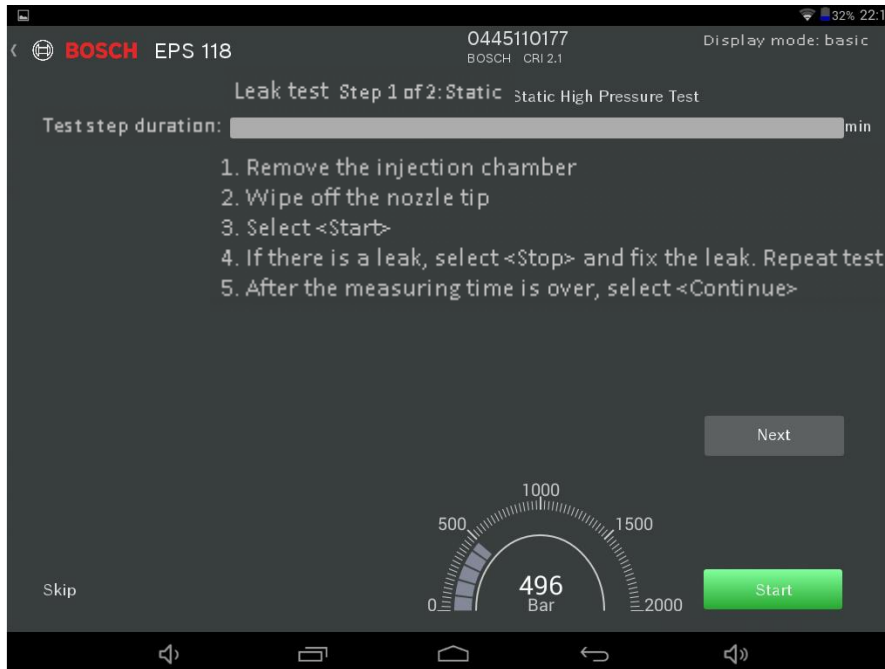 32% 22:1
BOSCH EPS 118
0445110177
BOSCH CRI 2.1
Display mode: basic
Leak test Step 1 of 2: Static Static High Pressure Test
Test step duration: min
1. Remove the injection chamber
2. Wipe off the nozzle tip
3. Select <Start>
4. If there is a leak, select <Stop> and fix the leak. Repeat test
5. After the measuring time is over, select <Continue>
Next
1000
500 1500
496
0 Bar 2000
Skip
Start